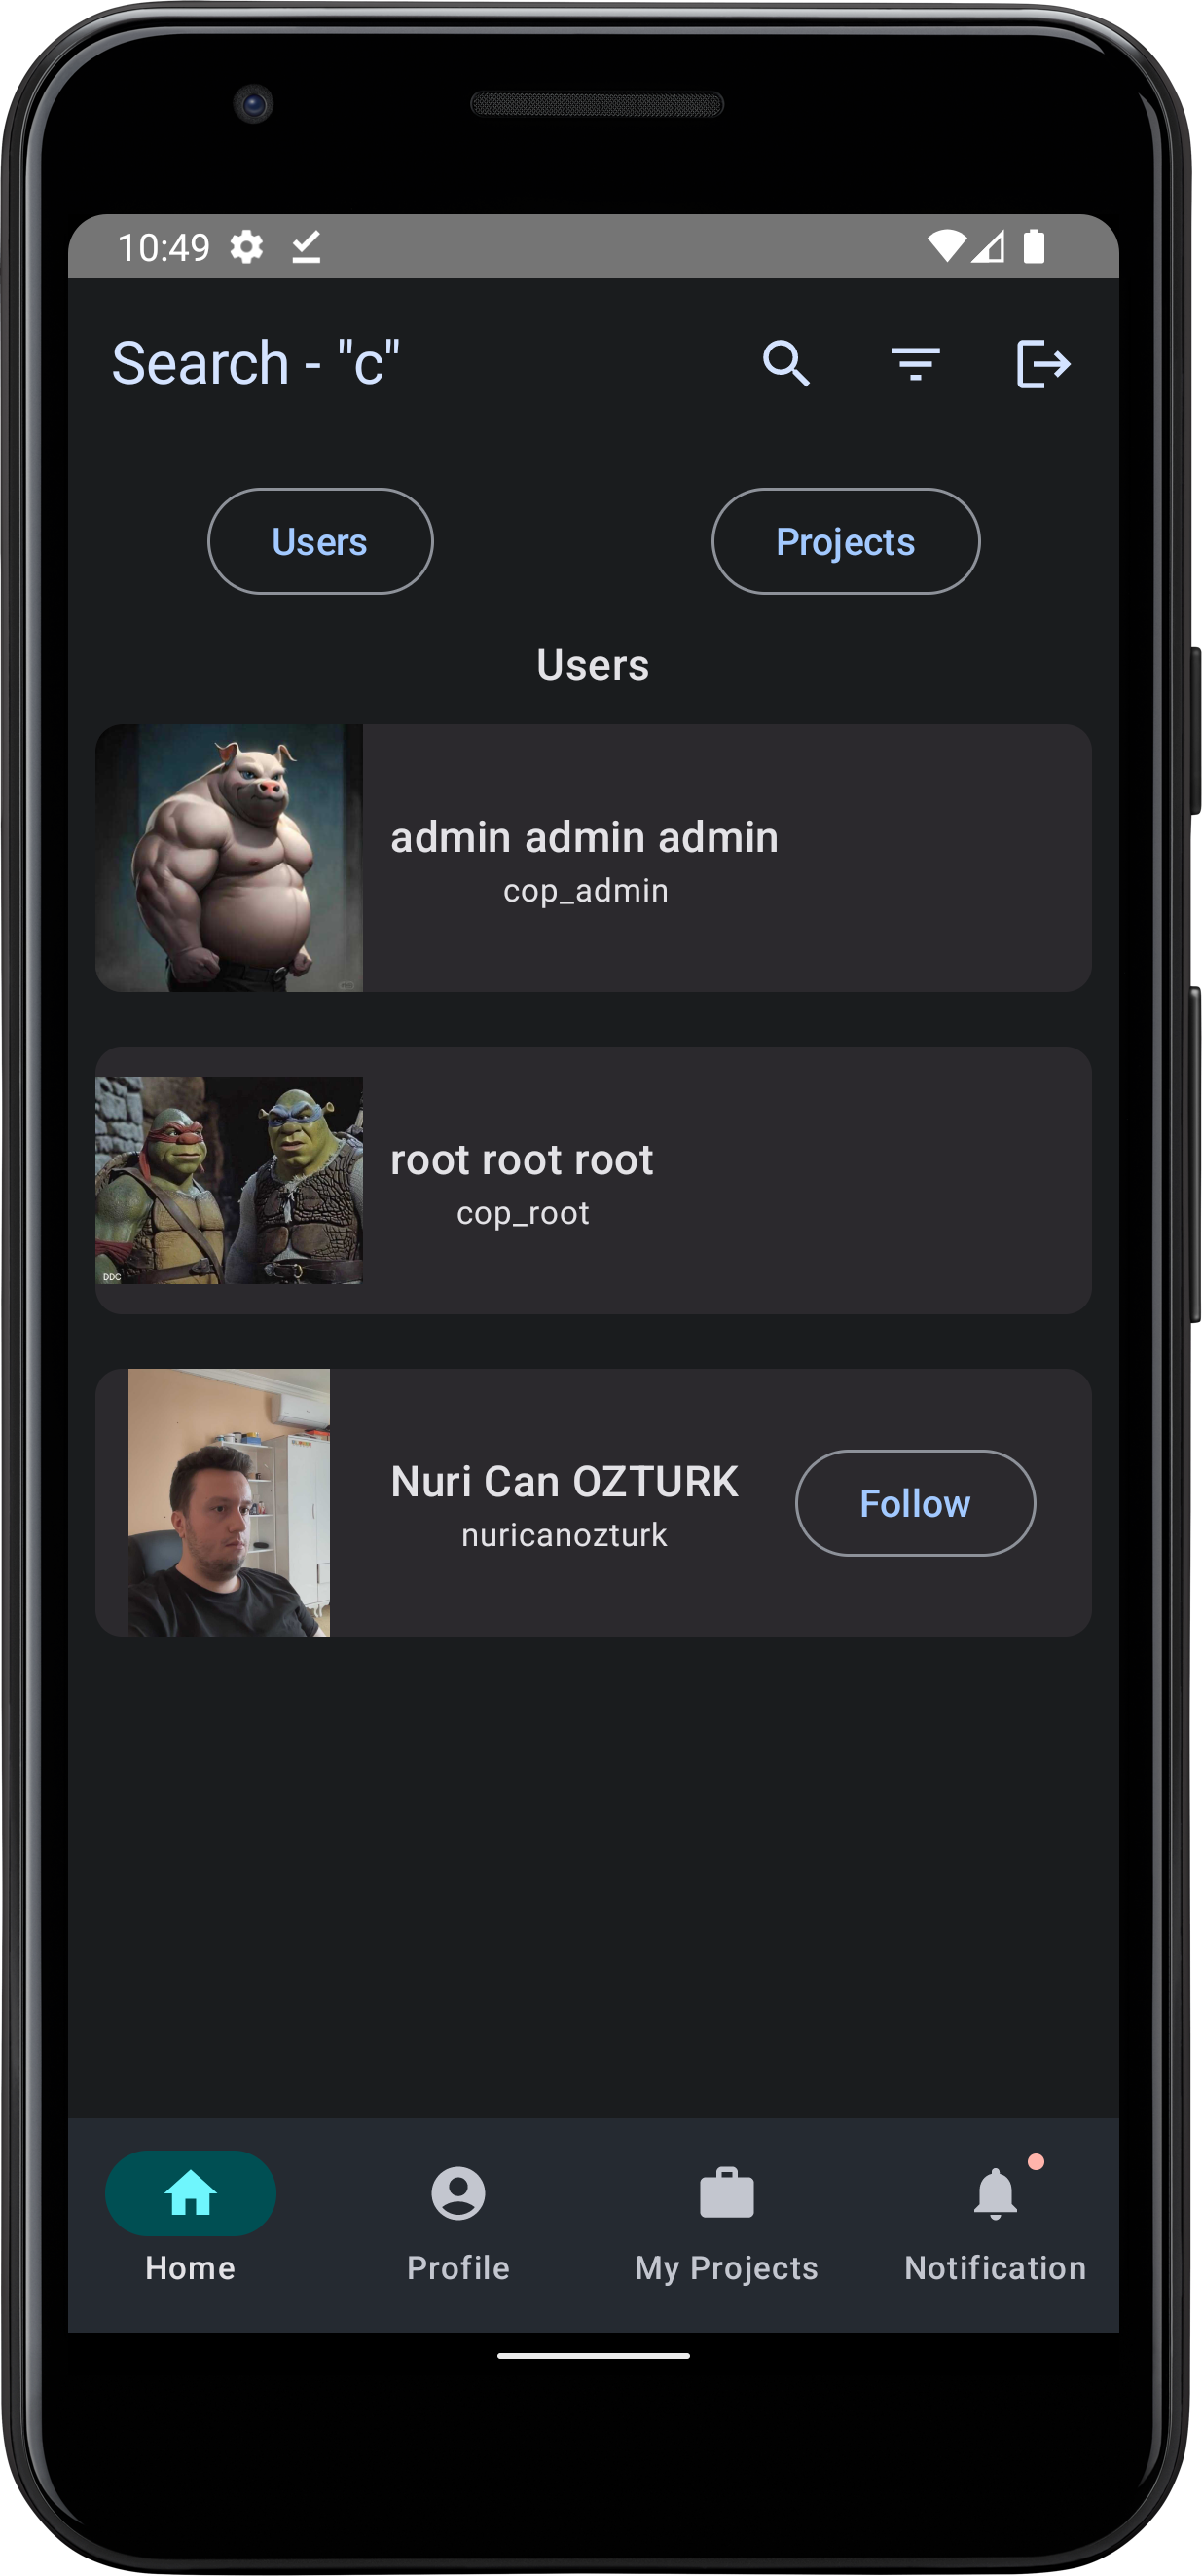 10:49
Search - "c"
Users
Projects
Users
admin admin admin
cop_admin
root root root
cop_root
DDC
Nuri Can OZTURK
nuricanozturk
Follow
Home
Profile
My Projects
Notification